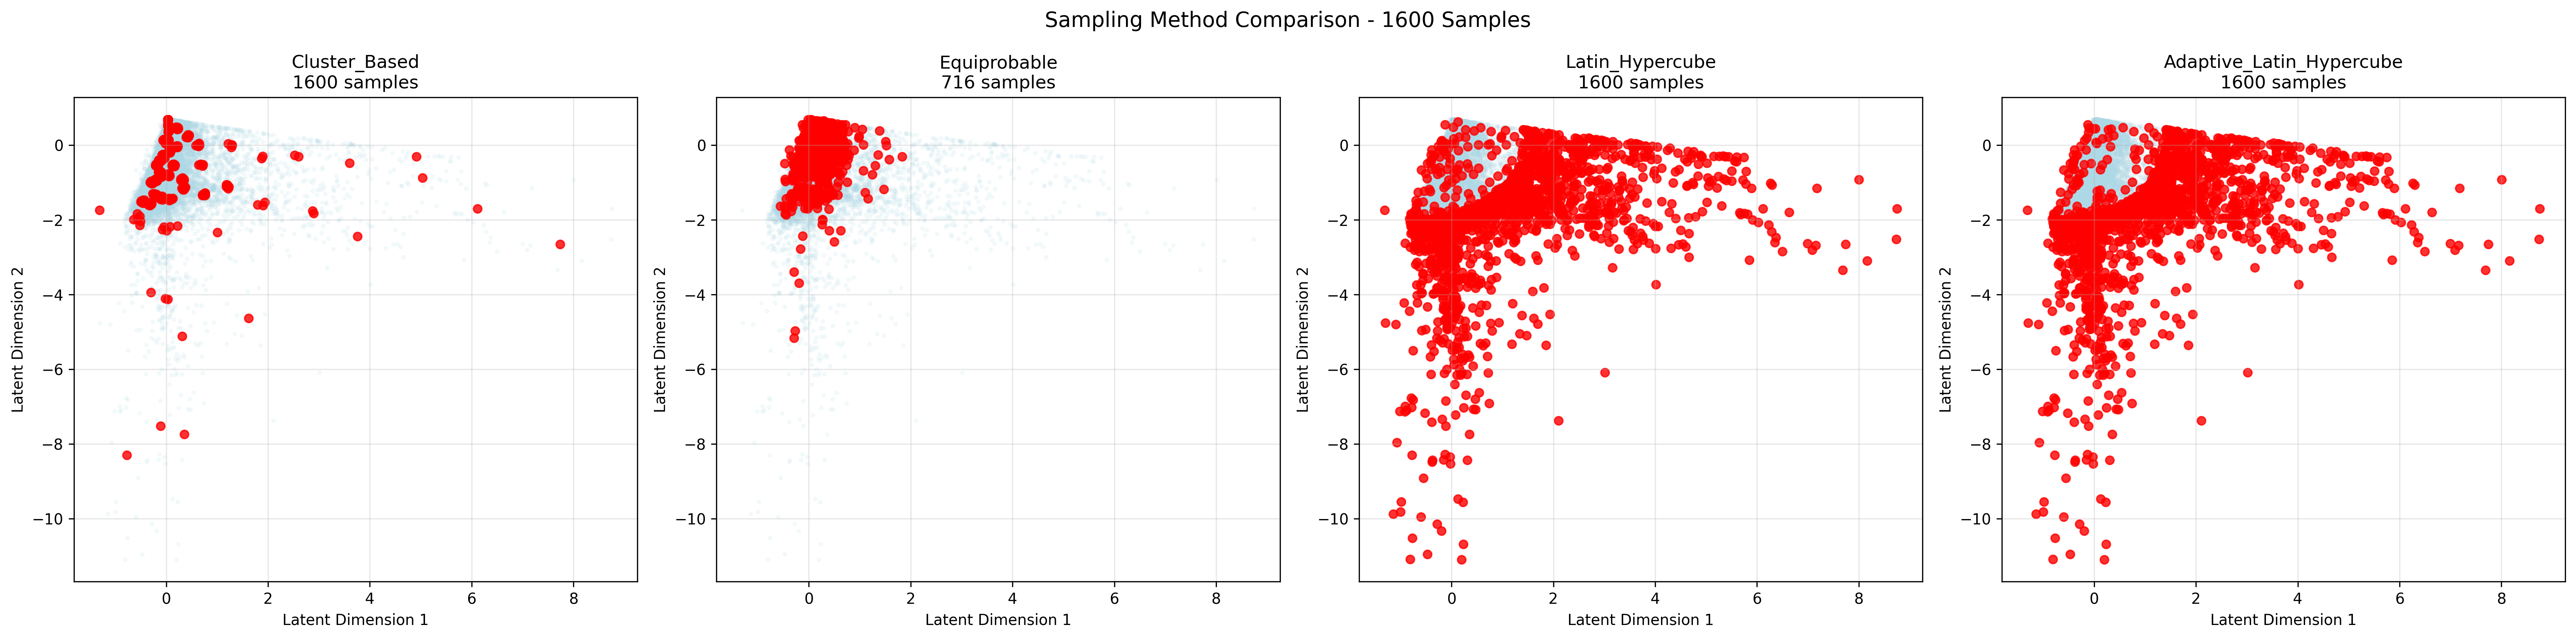 Sampling Method Comparison - 1600 Samples
Cluster_Based
1600 samples
0
−2
−4
−6
−8
−10
Latent Dimension 2
0 2 4 6 8
Latent Dimension 1
Equiprobable
716 samples
0
−2
−4
−6
−8
−10
Latent Dimension 2
0 2 4 6 8
Latent Dimension 1
Latin_Hypercube
1600 samples
0
−2
−4
−6
−8
−10
Latent Dimension 2
0 2 4 6 8
Latent Dimension 1
Adaptive_Latin_Hypercube
1600 samples
0
−2
−4
−6
−8
−10
Latent Dimension 2
0 2 4 6 8
Latent Dimension 1